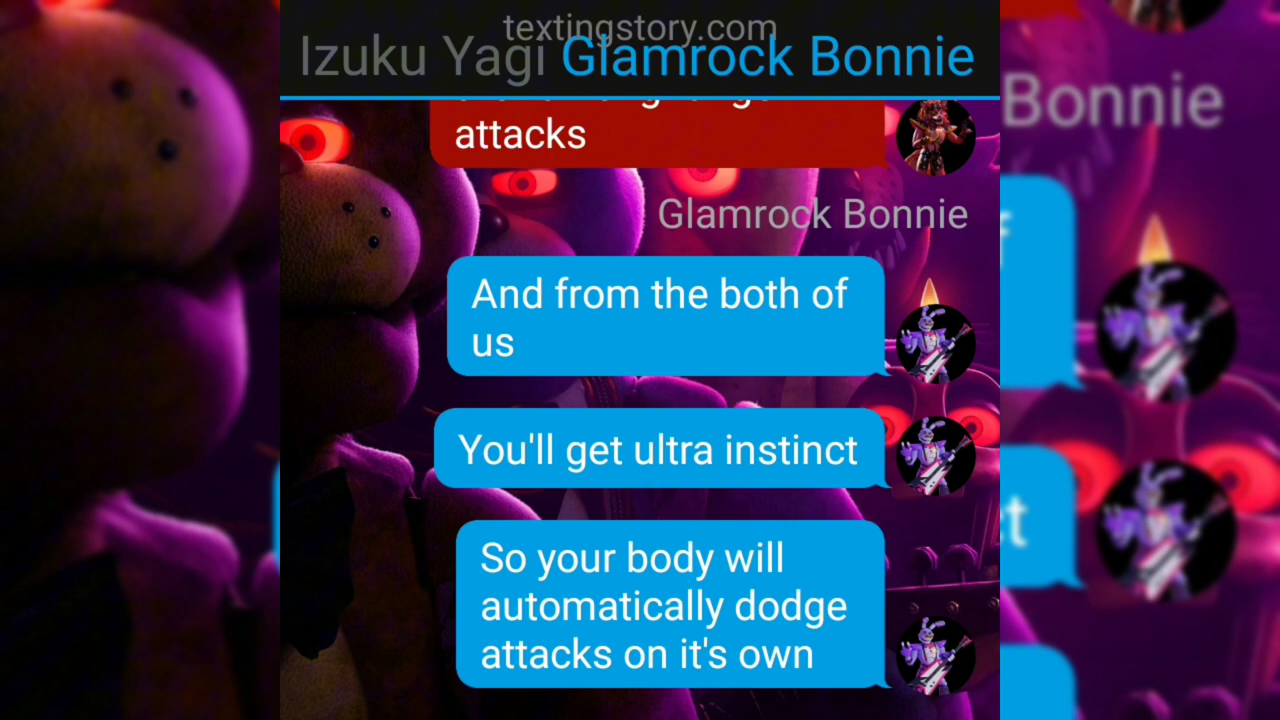 textingstory.com
Izuku Yagi Glamrock Bonnie
attacks
Glamrock Bonnie
And from the both of
us
You'll get ultra instinct
So your body will
automatically dodge
attacks on it's own
Bonnie